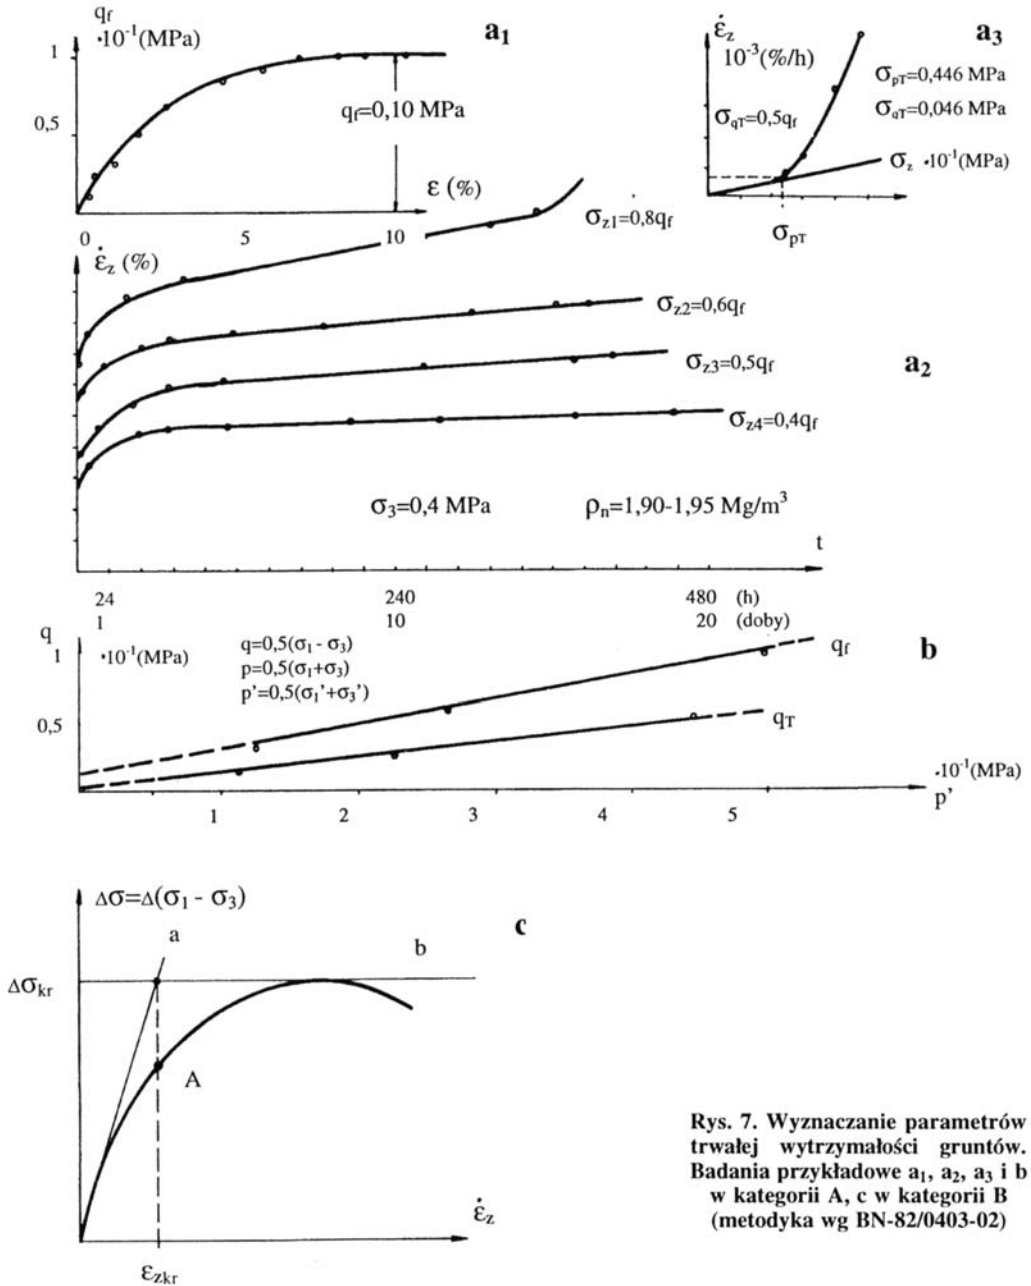 a₁
q_f
·10⁻¹(MPa)
1
0,5
q_f=0,10 MPa
ε (%)
0 5 10
a₃
ε̇_z
10⁻³(%/h)
σ_pT=0,446 MPa
σ_qT=0,046 MPa
σ_qT=0,5q_f
σ_z ·10⁻¹(MPa)
σ_pT
a₂
ε̇_z (%)
σ_z1=0,8q_f
σ_z2=0,6q_f
σ_z3=0,5q_f
σ_z4=0,4q_f
σ₃=0,4 MPa ρ_n=1,90-1,95 Mg/m³
t
24 240 480 (h)
1 10 20 (doby)
b
q
1
·10⁻¹(MPa)
0,5
q=0,5(σ₁ - σ₃)
p=0,5(σ₁+σ₃)
p'=0,5(σ₁'+σ₃')
q_f
q_T
·10⁻¹(MPa)
p'
1 2 3 4 5
c
Δσ=Δ(σ₁ - σ₃)
a
b
Δσ_kr
A
ε̇_z
ε_zkr
Rys. 7. Wyznaczanie parametrów
trwałej wytrzymałości gruntów.
Badania przykładowe a₁, a₂, a₃ i b
w kategorii A, c w kategorii B
(metodyka wg BN-82/0403-02)